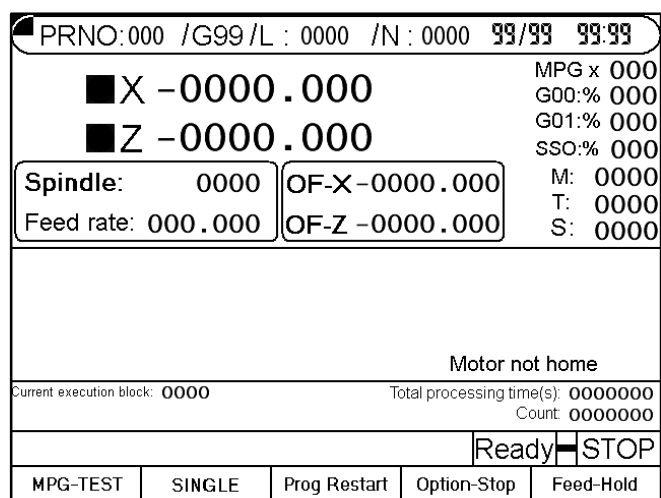 PRNO:000 /G99/L : 0000 /N : 0000 99/99 99:99
MPG x 000
X -0000.000
G00:% 000
G01:% 000
Z -0000.000
SSO:% 000
Spindle: 0000 OF-X-0000.000 M: 0000
T: 0000
Feed rate: 000.000 OF-Z -0000.000 S: 0000
Motor not home
Current execution block: 0000 Total processing time(s): 0000000
Count: 0000000
Ready STOP
MPG-TEST SINGLE Prog Restart Option-Stop Feed-Hold